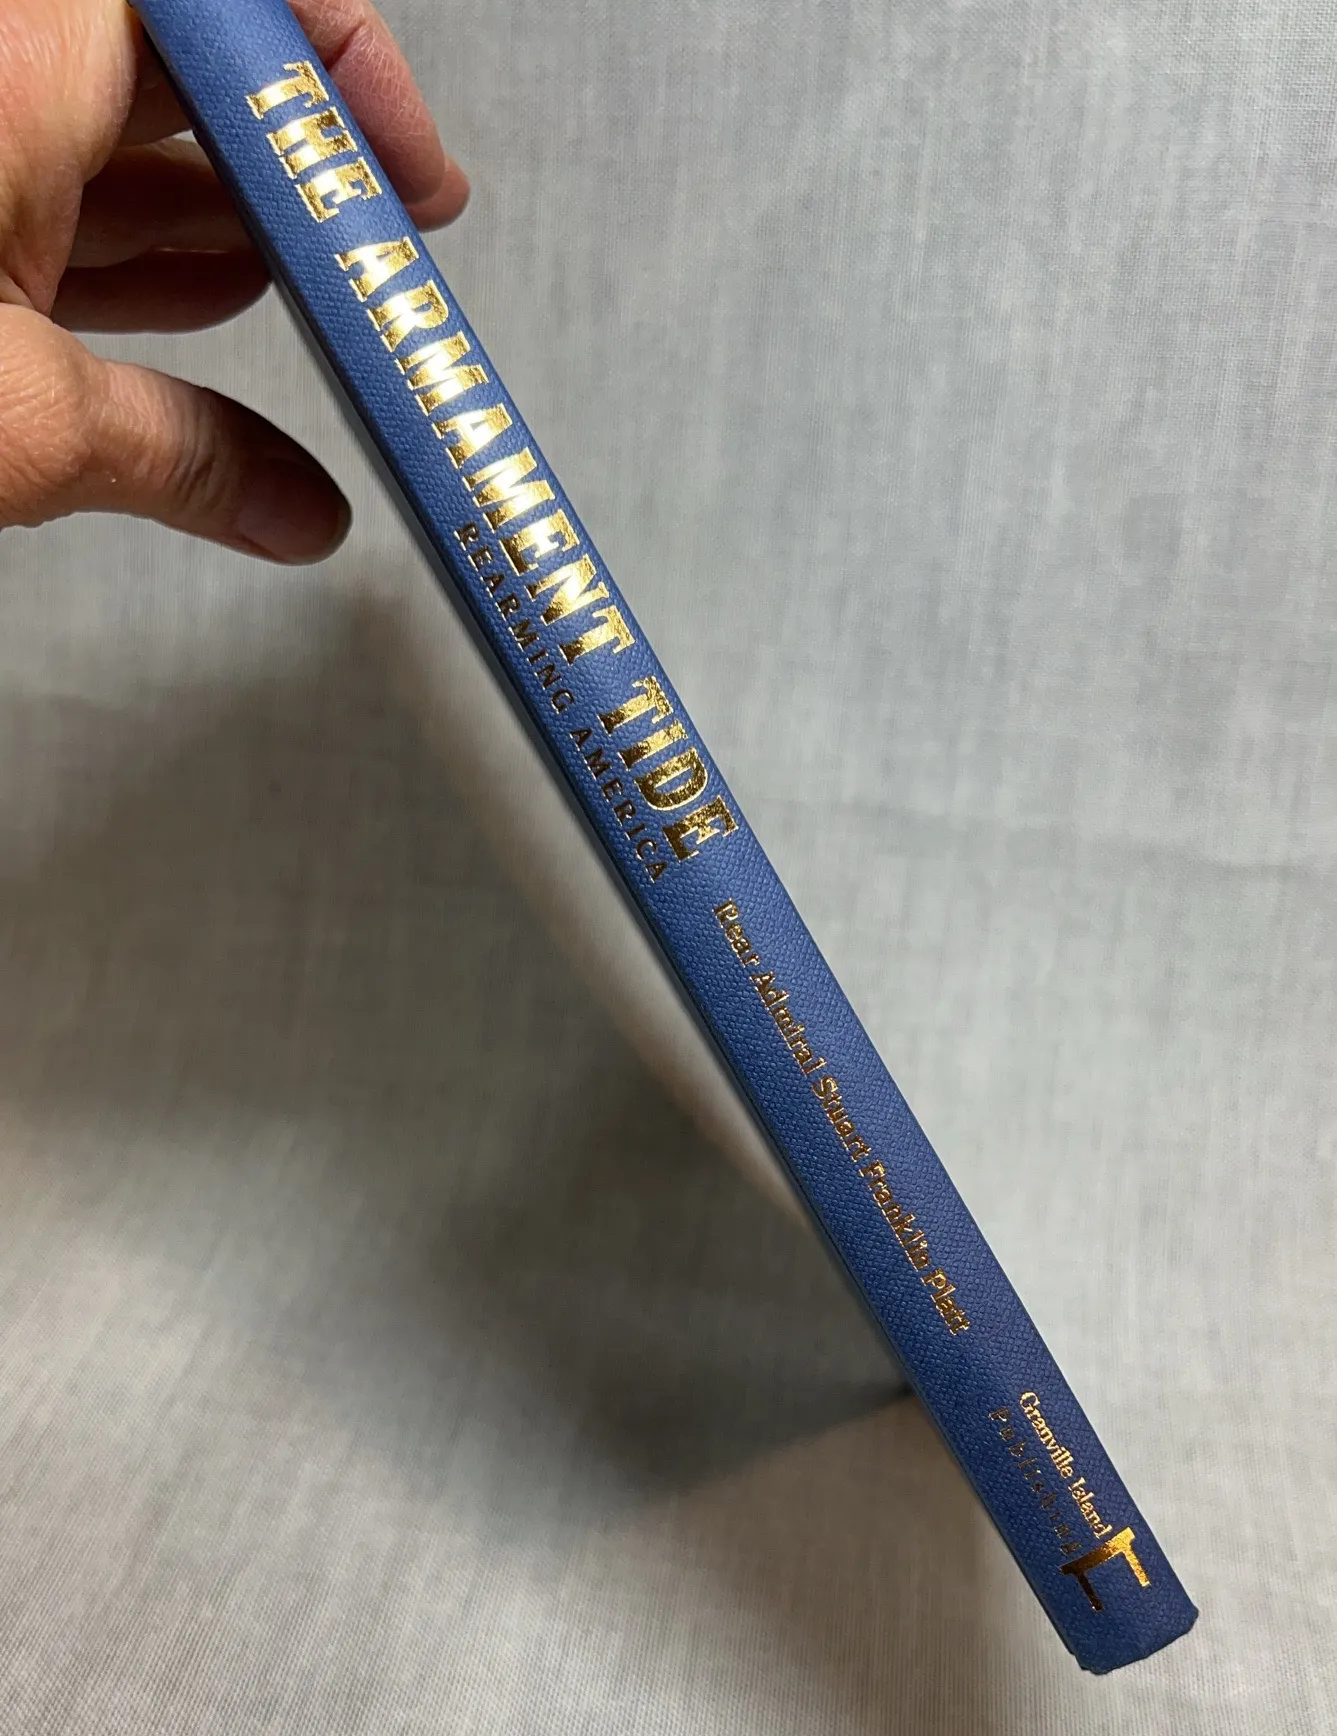 THE ARMAMENT TIDE
REARMING AMERICA
Rear Admiral Stuart Franklin Platt
Granville Island
Publishing